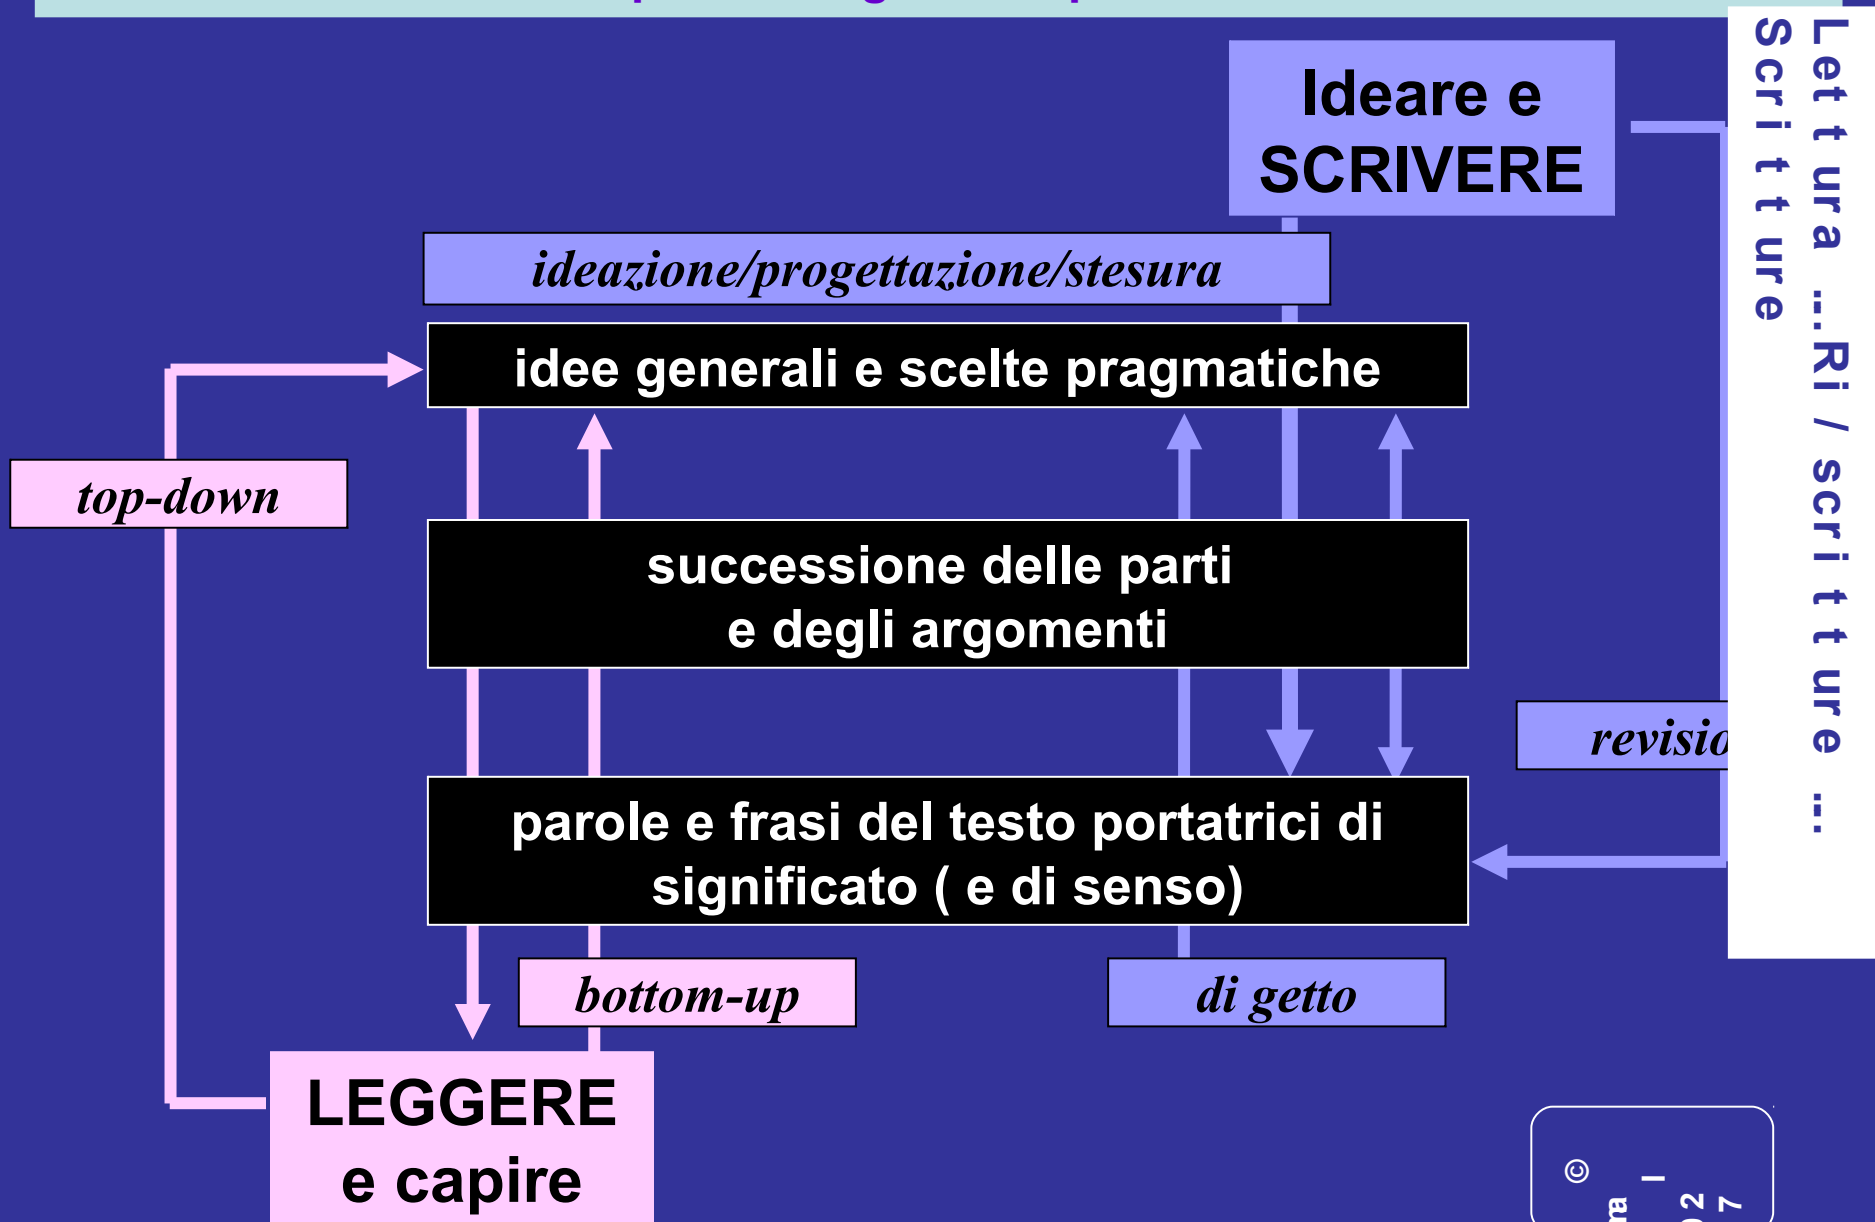 Ideare e
SCRIVERE
ideazione/progettazione/stesura
idee generali e scelte pragmatiche
top-down
successione delle parti
e degli argomenti
revisio
parole e frasi del testo portatrici di
significato ( e di senso)
bottom-up
di getto
LEGGERE
e capire
Lettura ....Ri / scritture ....
Scritture
©